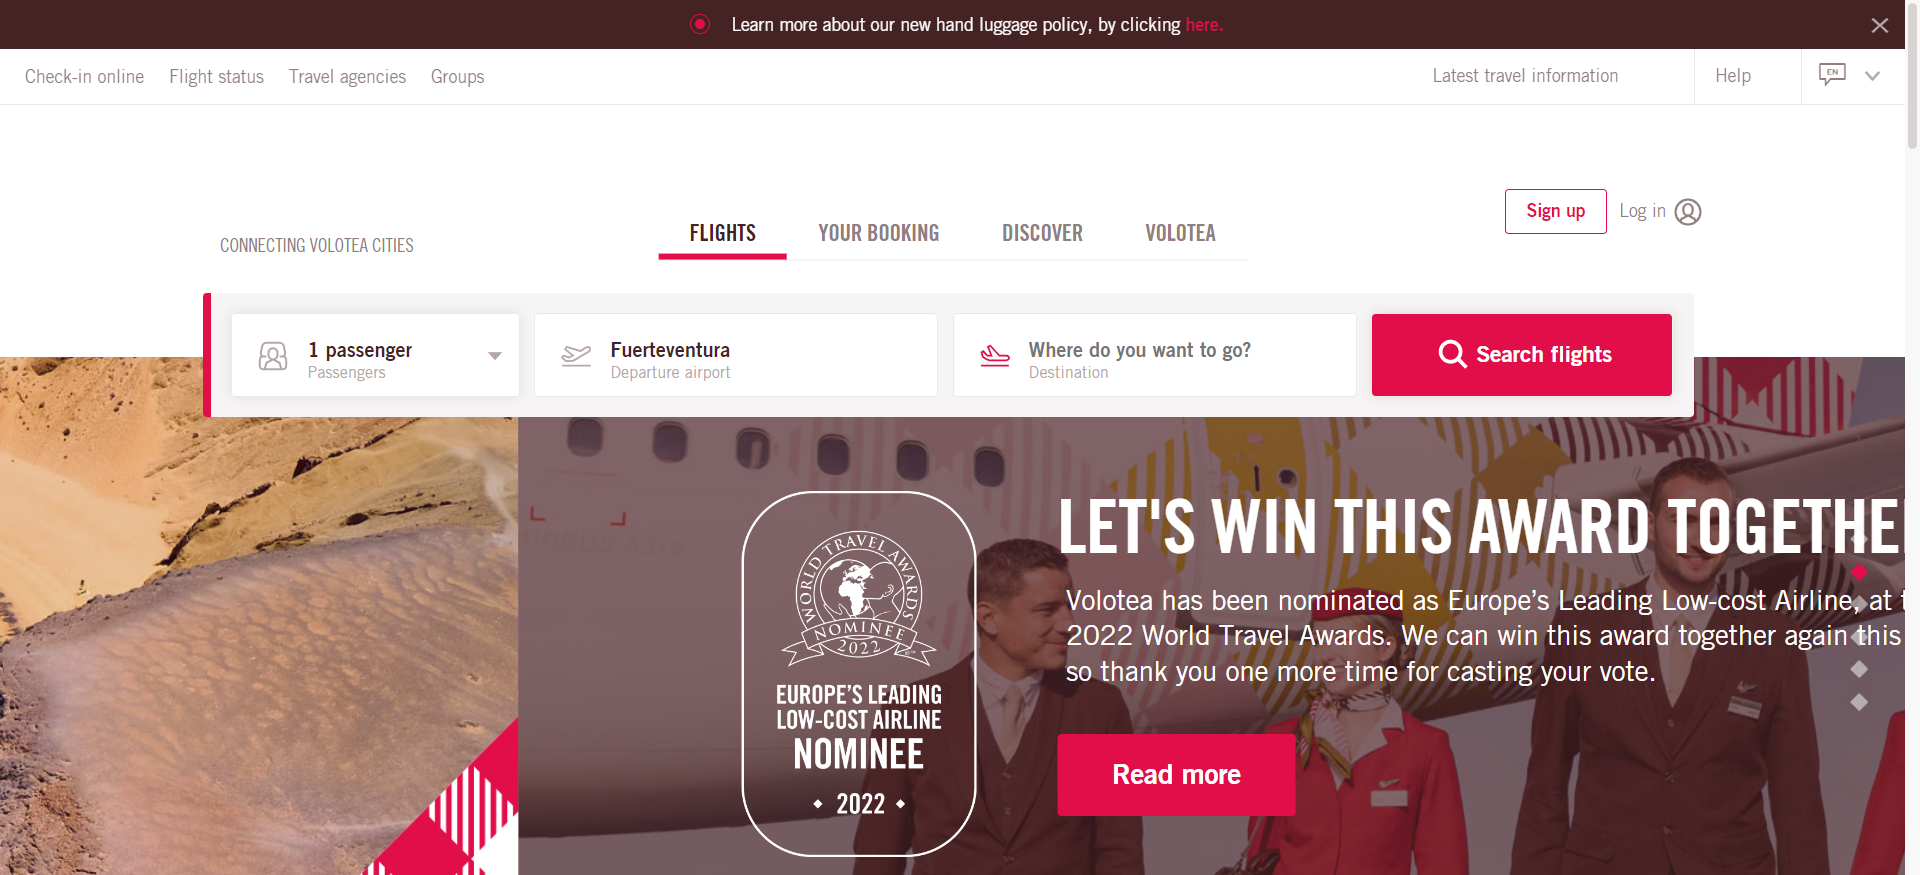 Learn more about our new hand luggage policy, by clicking here.
Check-in online Flight status Travel agencies Groups Latest travel information Help EN
Sign up Log in
CONNECTING VOLOTEA CITIES FLIGHTS YOUR BOOKING DISCOVER VOLOTEA
1 passenger
Passengers
Fuerteventura
Departure airport
Where do you want to go?
Destination
Search flights
WORLD TRAVEL AWARDS
NOMINEE
2022
EUROPE'S LEADING
LOW-COST AIRLINE
NOMINEE
2022
LET'S WIN THIS AWARD TOGETHE
Volotea has been nominated as Europe's Leading Low-cost Airline, at t
2022 World Travel Awards. We can win this award together again this
so thank you one more time for casting your vote.
Read more